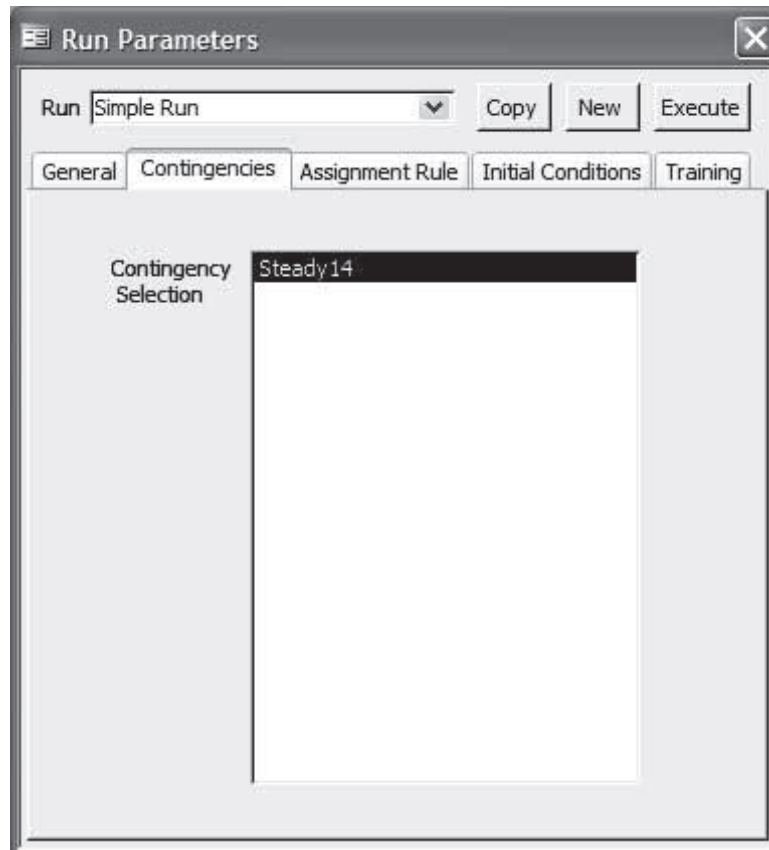 Run Parameters
Run Simple Run Copy New Execute
General Contingencies Assignment Rule Initial Conditions Training
Contingency Steady14
Selection